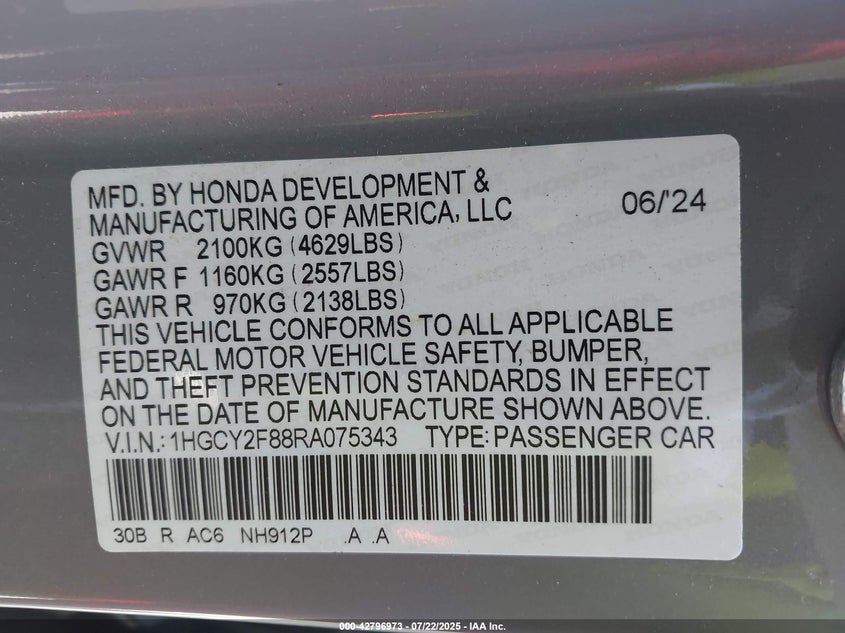 MFD. BY HONDA DEVELOPMENT &
MANUFACTURING OF AMERICA, LLC 06/'24
GVWR 2100KG (4629LBS)
GAWR F 1160KG (2557LBS)
GAWR R 970KG (2138LBS)
THIS VEHICLE CONFORMS TO ALL APPLICABLE
FEDERAL MOTOR VEHICLE SAFETY, BUMPER,
AND THEFT PREVENTION STANDARDS IN EFFECT
ON THE DATE OF MANUFACTURE SHOWN ABOVE.
V.I.N.: 1HGCY2F88RA075343 TYPE: PASSENGER CAR
30B R AC6 NH912P .A .A
000-42796973 - 07/22/2025 - IAA Inc.